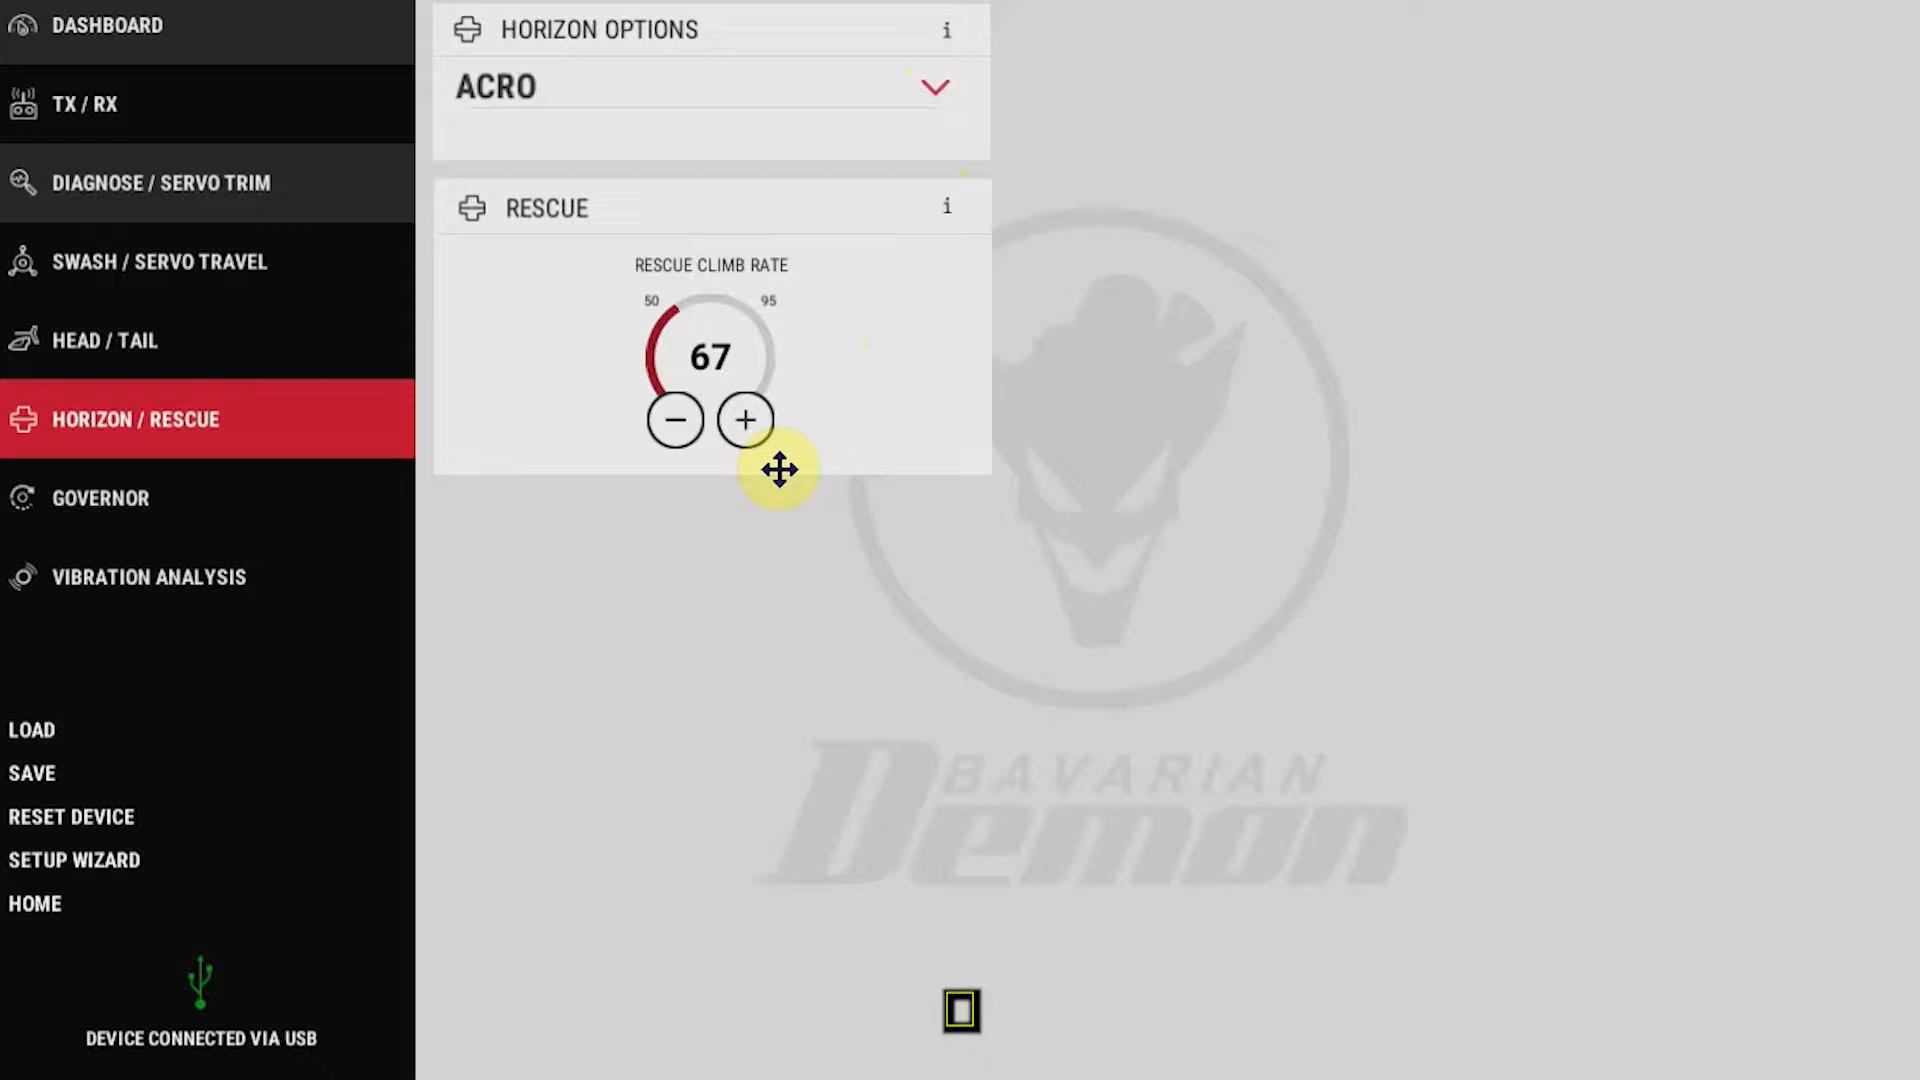 DASHBOARD
TX / RX
DIAGNOSE / SERVO TRIM
SWASH / SERVO TRAVEL
HEAD / TAIL
HORIZON / RESCUE
GOVERNOR
VIBRATION ANALYSIS
LOAD
SAVE
RESET DEVICE
SETUP WIZARD
HOME
DEVICE CONNECTED VIA USB
HORIZON OPTIONS
i
ACRO
RESCUE
i
RESCUE CLIMB RATE
50
95
67
BAVARIAN
Demon